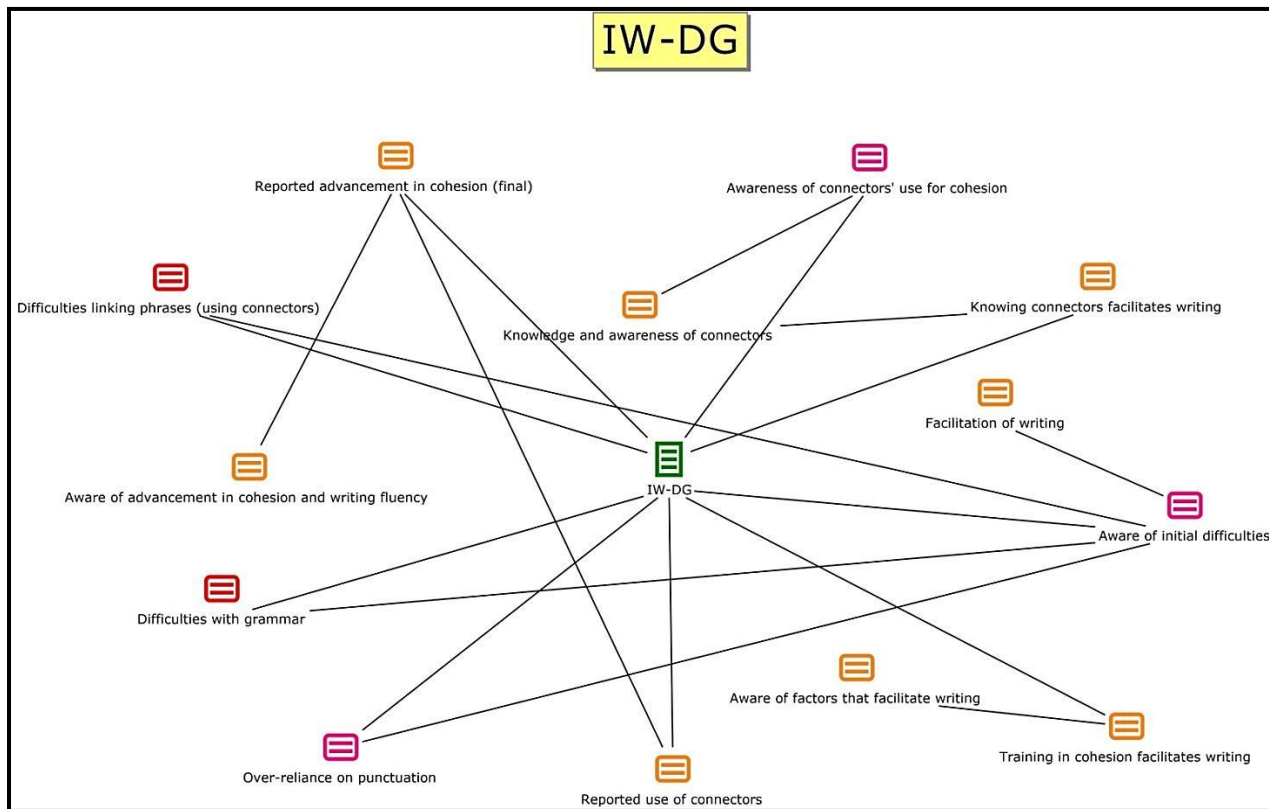 IW-DG
Reported advancement in cohesion (final)
Awareness of connectors' use for cohesion
Difficulties linking phrases (using connectors)
Knowing connectors facilitates writing
Knowledge and awareness of connectors
Facilitation of writing
IW-DG
Aware of advancement in cohesion and writing fluency
Aware of initial difficulties
Difficulties with grammar
Aware of factors that facilitate writing
Training in cohesion facilitates writing
Over-reliance on punctuation
Reported use of connectors